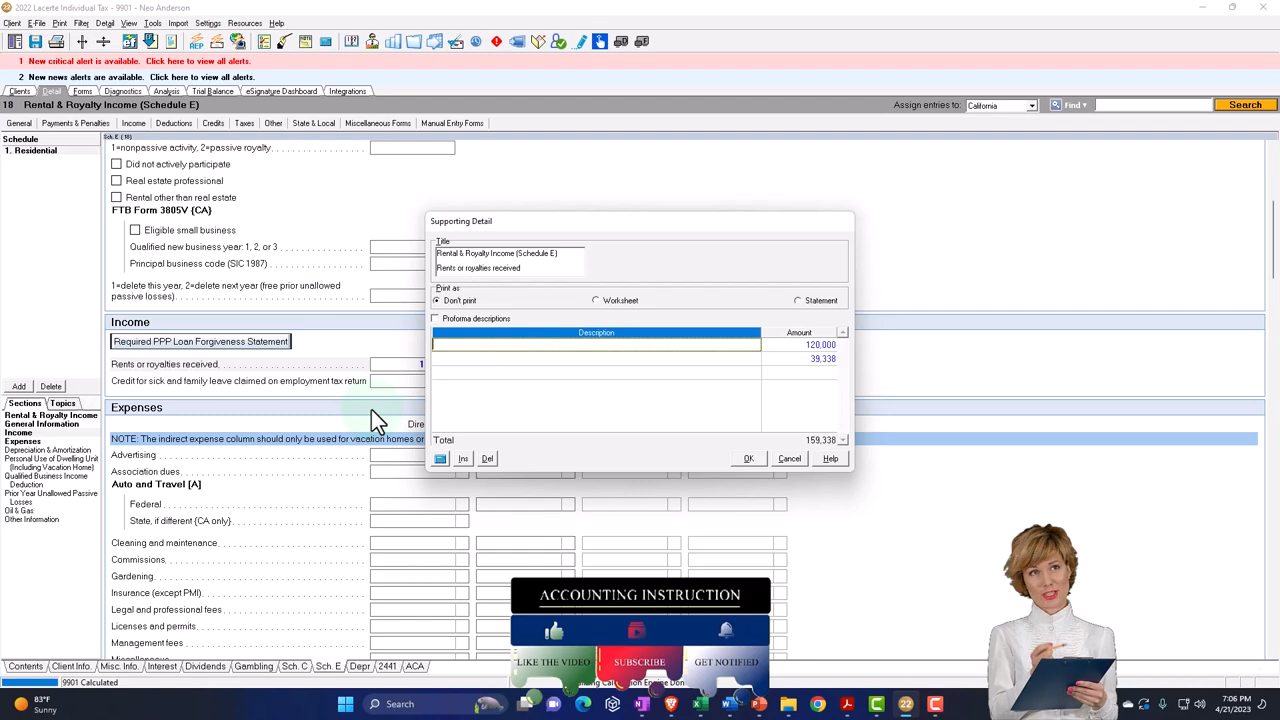 22 2022 Lacerte Individual Tax - 9901 - Neo Anderson
Client E-File Print Filter Detail View Tools Import Settings Resources Help
1 New critical alert is available. Click here to view all alerts.
2 New news alerts are available. Click here to view all alerts.
Clients Detail Forms Diagnostics Analysis Trial Balance eSignature Dashboard Integrations
18 Rental & Royalty Income (Schedule E) Assign entries to: California Find Search
General Payments & Penalties Income Deductions Credits Taxes Other State & Local Miscellaneous Forms Manual Entry Forms
Schedule
1. Residential
Add Delete
Sections Topics
Rental & Royalty Income
General Information
Income
Expenses
Depreciation & Amortization
Personal Use of Dwelling Unit
(Including Vacation Home)
Qualified Business Income
Deduction
Prior Year Unallowed Passive
Losses
Oil & Gas
Other Information
Sch. E (18)
1=nonpassive activity, 2=passive royalty
Did not actively participate
Real estate professional
Rental other than real estate
FTB Form 3805V {CA}
Eligible small business
Qualified new business year: 1, 2, or 3
Principal business code (SIC 1987)
1=delete this year, 2=delete next year (free prior unallowed
passive losses)
Income
Required PPP Loan Forgiveness Statement
Rents or royalties received 1
Credit for sick and family leave claimed on employment tax return
Expenses
Dire
NOTE: The indirect expense column should only be used for vacation homes or
Advertising
Association dues
Auto and Travel [A]
Federal
State, if different {CA only}
Cleaning and maintenance
Commissions
Gardening
Insurance (except PMI)
Legal and professional fees
Licenses and permits
Management fees
Supporting Detail
Title
Rental & Royalty Income (Schedule E)
Rents or royalties received
Print as
Don't print Worksheet Statement
Proforma descriptions
Description Amount
120,000
39,338
Total 159,338
Ins Del OK Cancel Help
ACCOUNTING INSTRUCTION
LIKE THE VIDEO SUBSCRIBE GET NOTIFIED
Contents Client Info. Misc. Info. Interest Dividends Gambling Sch. C Sch. E Depr 2441 ACA
9901 Calculated
83°F
Sunny
Search
7:06 PM
4/21/2023